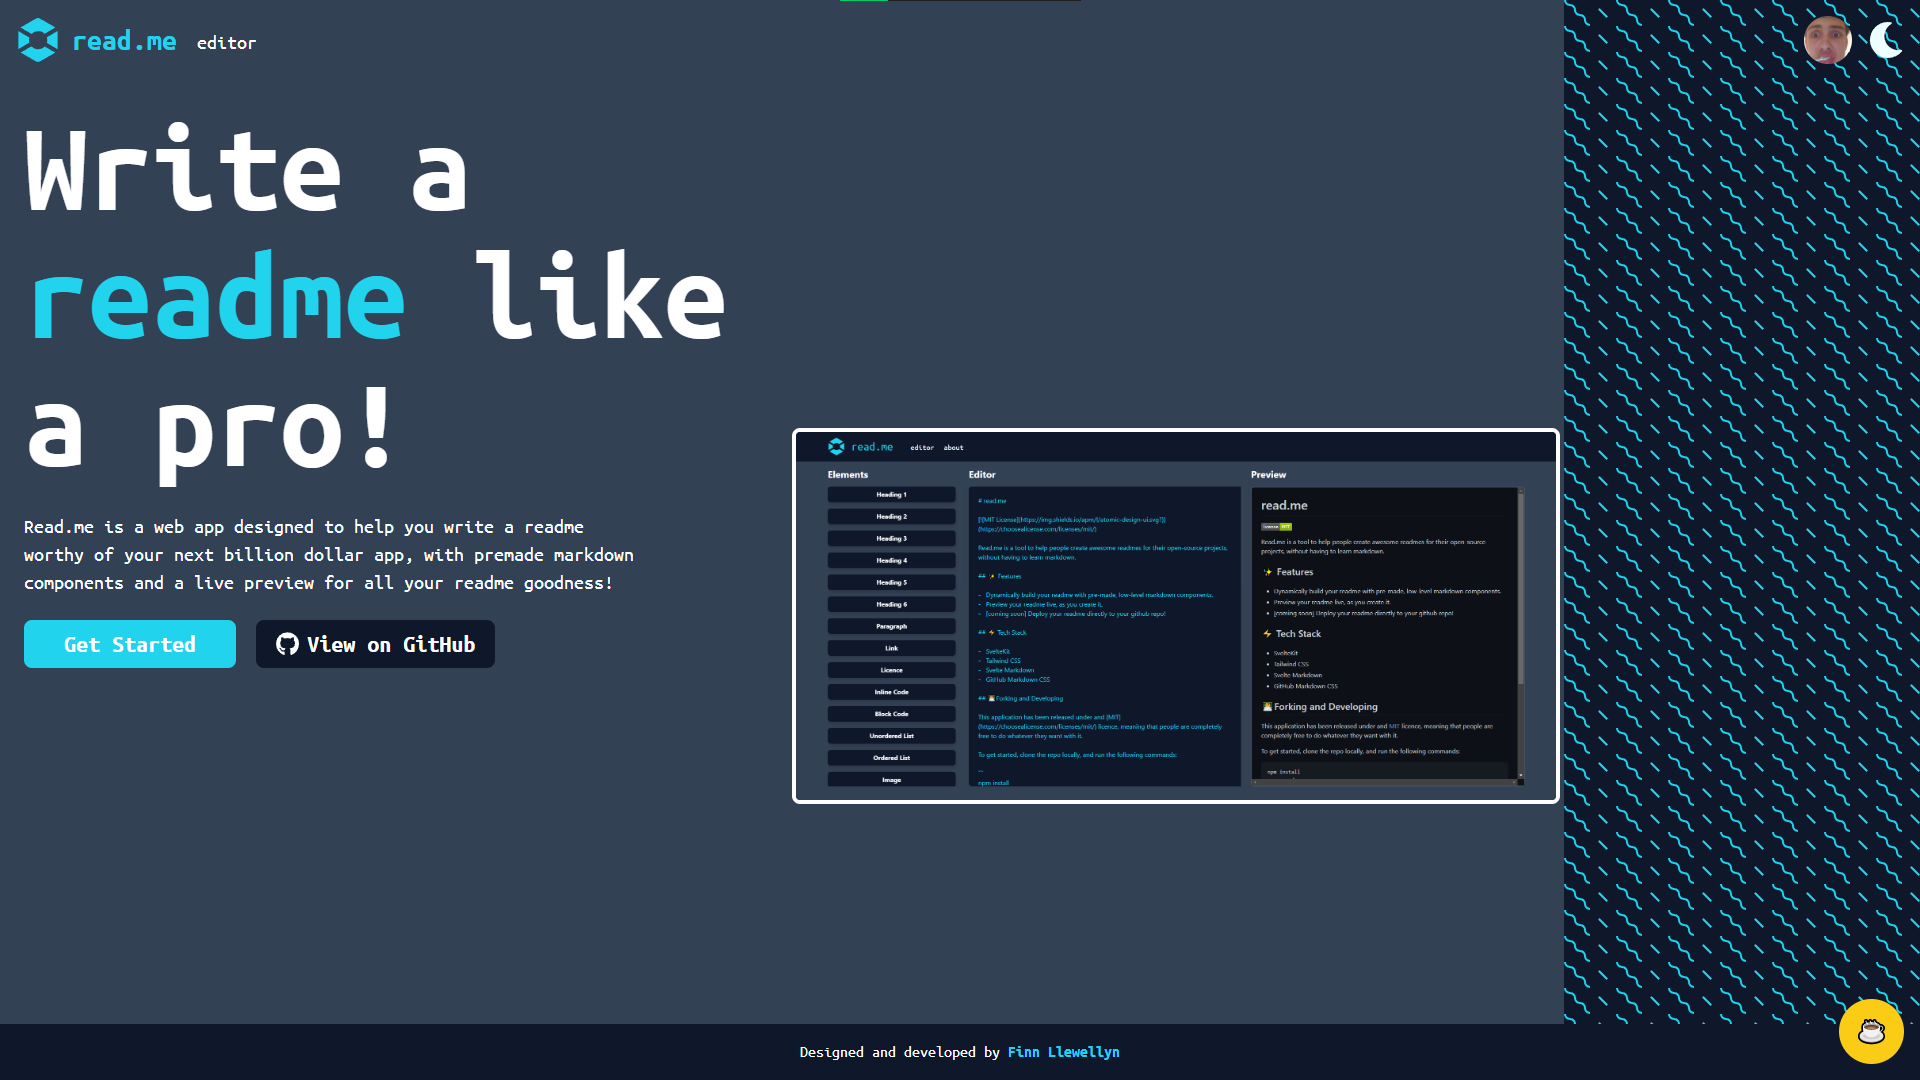 read.me editor
Write a
readme like
a pro!
Read.me is a web app designed to help you write a readme
worthy of your next billion dollar app, with premade markdown
components and a live preview for all your readme goodness!
Get Started
View on GitHub
read.me editor about
Elements
Heading 1
Heading 2
Heading 3
Heading 4
Heading 5
Heading 6
Paragraph
Link
Licence
Inline Code
Block Code
Unordered List
Ordered List
Image
Editor
# read.me
[![MIT License](https://img.shields.io/apm/l/atomic-design-ui.svg?)]
(https://choosealicense.com/licenses/mit/)
Read.me is a tool to help people create awesome readmes for their open-source projects,
without having to learn markdown.
## ✨ Features
- Dynamically build your readme with pre-made, low-level markdown components.
- Preview your readme live, as you create it.
- [coming soon] Deploy your readme directly to your github repo!
## ⚡ Tech Stack
- SvelteKit
- Tailwind CSS
- Svelte Markdown
- GitHub Markdown CSS
## Forking and Developing
This application has been released under and [MIT]
(https://choosealicense.com/licenses/mit/) licence, meaning that people are completely
free to do whatever they want with it.
To get started, clone the repo locally, and run the following commands:
npm install
Preview
read.me
license MIT
Read.me is a tool to help people create awesome readmes for their open-source
projects, without having to learn markdown.
✨ Features
Dynamically build your readme with pre-made, low-level markdown components.
Preview your readme live, as you create it.
[coming soon] Deploy your readme directly to your github repo!
⚡ Tech Stack
SvelteKit
Tailwind CSS
Svelte Markdown
GitHub Markdown CSS
Forking and Developing
This application has been released under and MIT licence, meaning that people are
completely free to do whatever they want with it.
To get started, clone the repo locally, and run the following commands:
npm install
Designed and developed by Finn Llewellyn